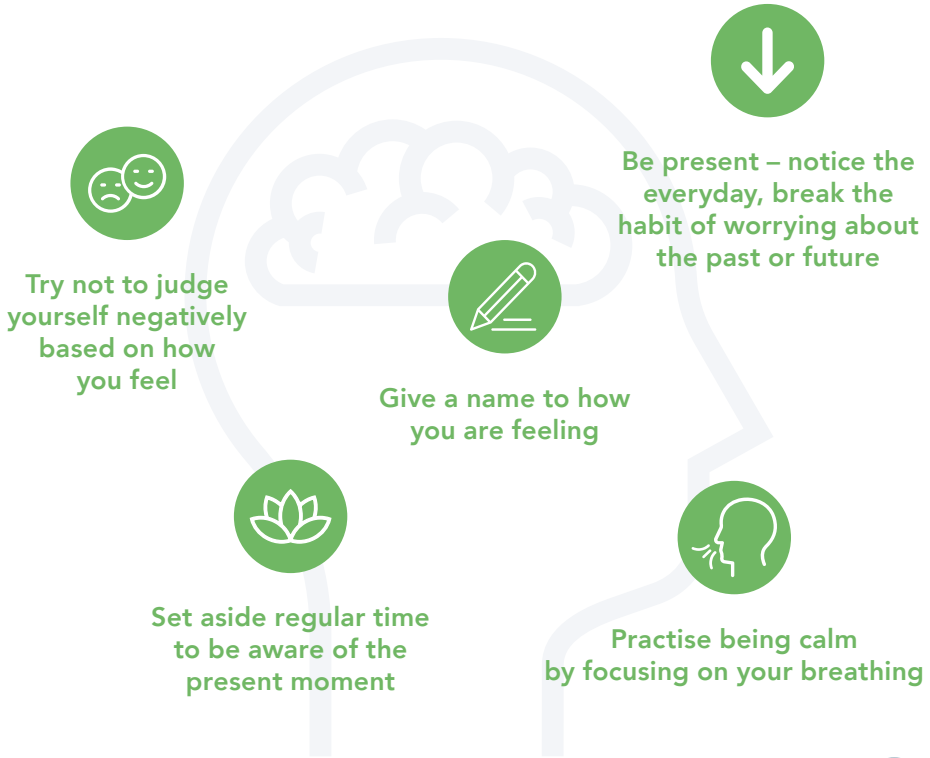 Be present – notice the
everyday, break the
habit of worrying about
the past or future
Try not to judge
yourself negatively
based on how
you feel
Give a name to how
you are feeling
Set aside regular time
to be aware of the
present moment
Practise being calm
by focusing on your breathing